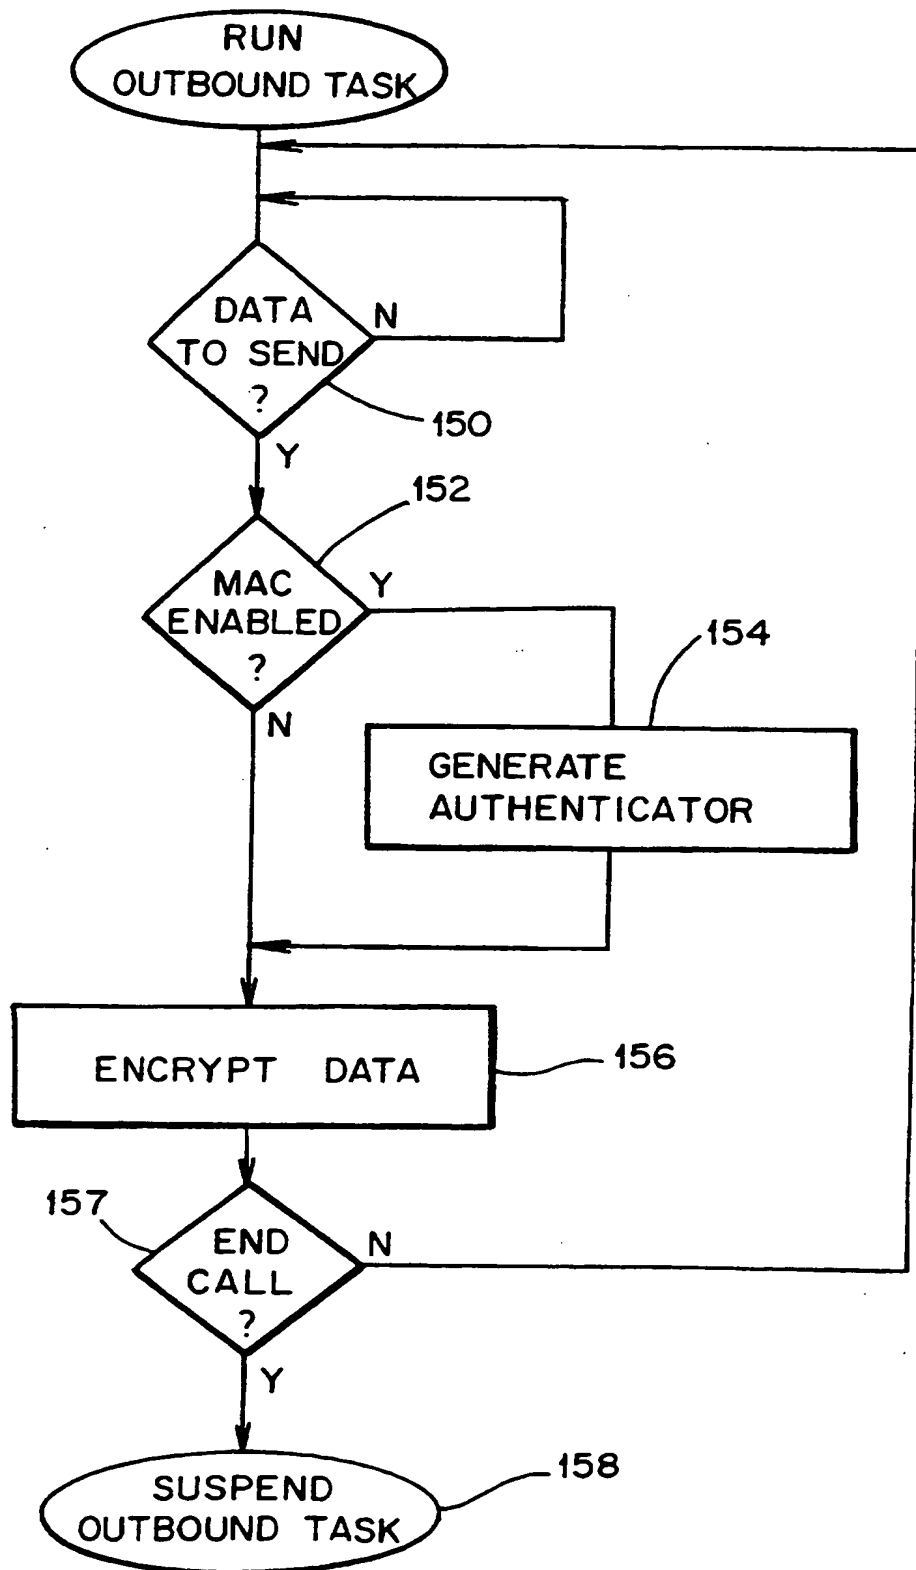 RUN
OUTBOUND TASK
DATA
TO SEND
?
N
150
Y
152
MAC
ENABLED
?
Y
N
154
GENERATE
AUTHENTICATOR
ENCRYPT DATA
156
157
END
CALL
?
N
Y
SUSPEND
OUTBOUND TASK
158